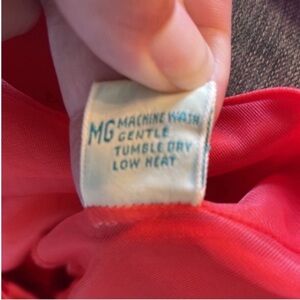 MG MACHINE WASH
GENTLE
TUMBLE DRY
LOW HEAT